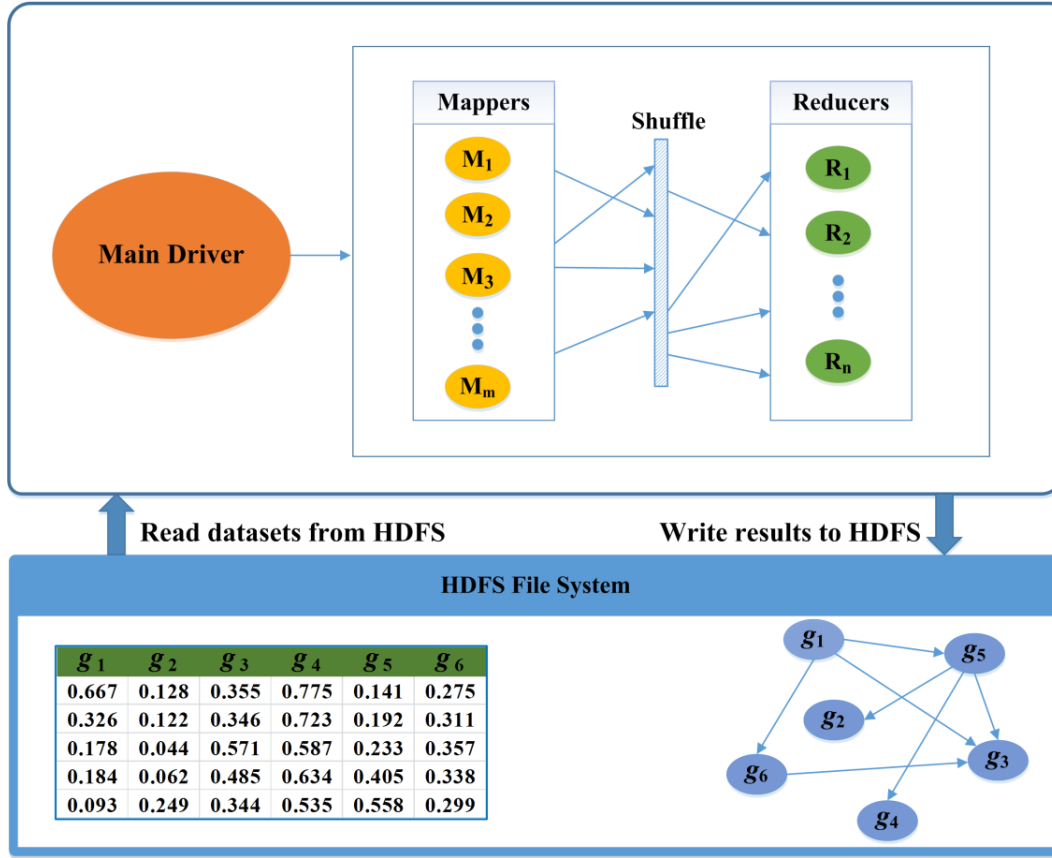 Mappers
Reducers
Shuffle
M1
M2
M3
Mm
R1
R2
Rn
Main Driver
Read datasets from HDFS
Write results to HDFS
HDFS File System
g1 g2 g3 g4 g5 g6
0.667 0.128 0.355 0.775 0.141 0.275
0.326 0.122 0.346 0.723 0.192 0.311
0.178 0.044 0.571 0.587 0.233 0.357
0.184 0.062 0.485 0.634 0.405 0.338
0.093 0.249 0.344 0.535 0.558 0.299
g1
g5
g2
g6
g3
g4